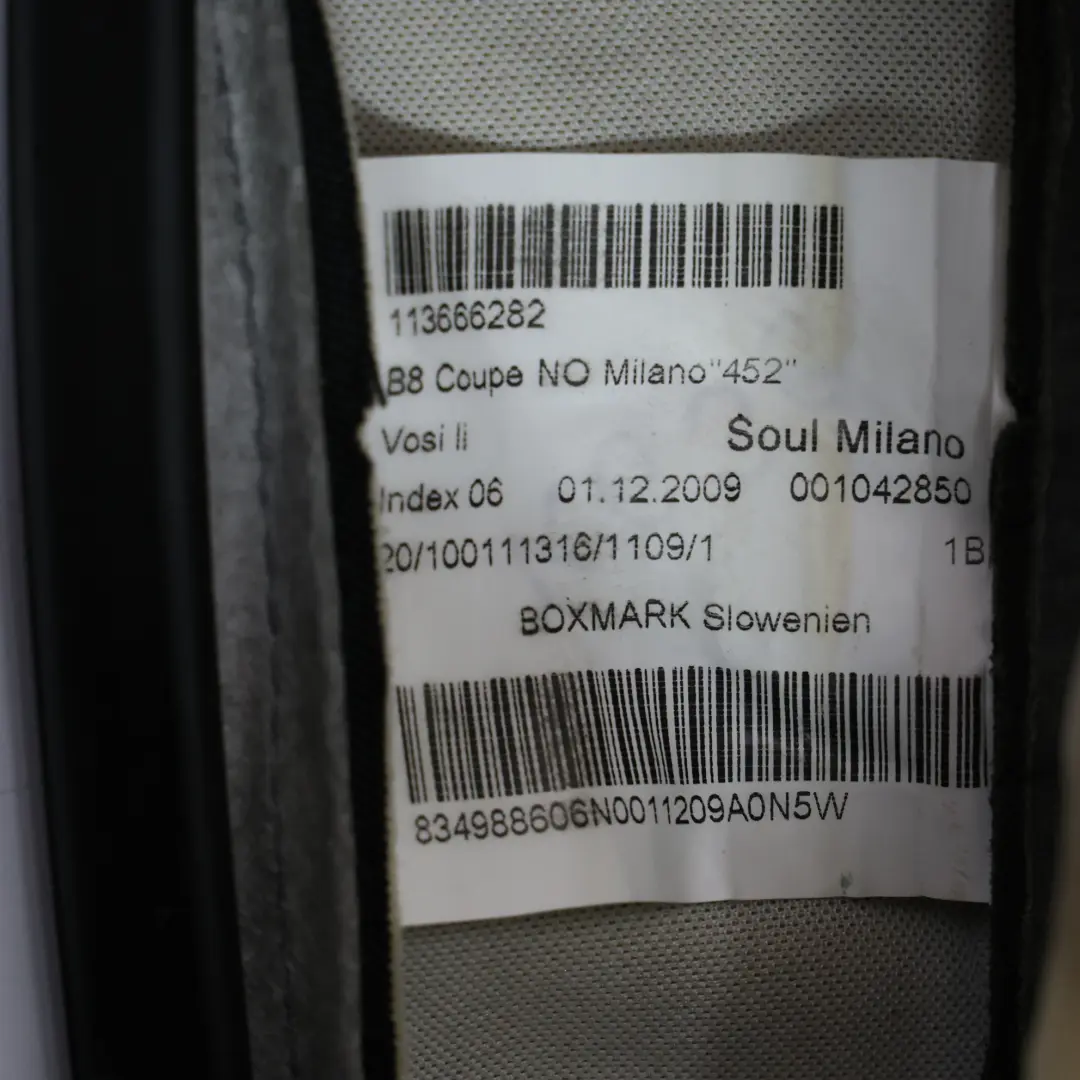 113666282
B8 Coupe NO Milano"452"
Vosi li Soul Milano
Index 06 01.12.2009 001042850
20/100111316/1109/1 1B
BOXMARK Slowenien
834988606N0011209A0N5W